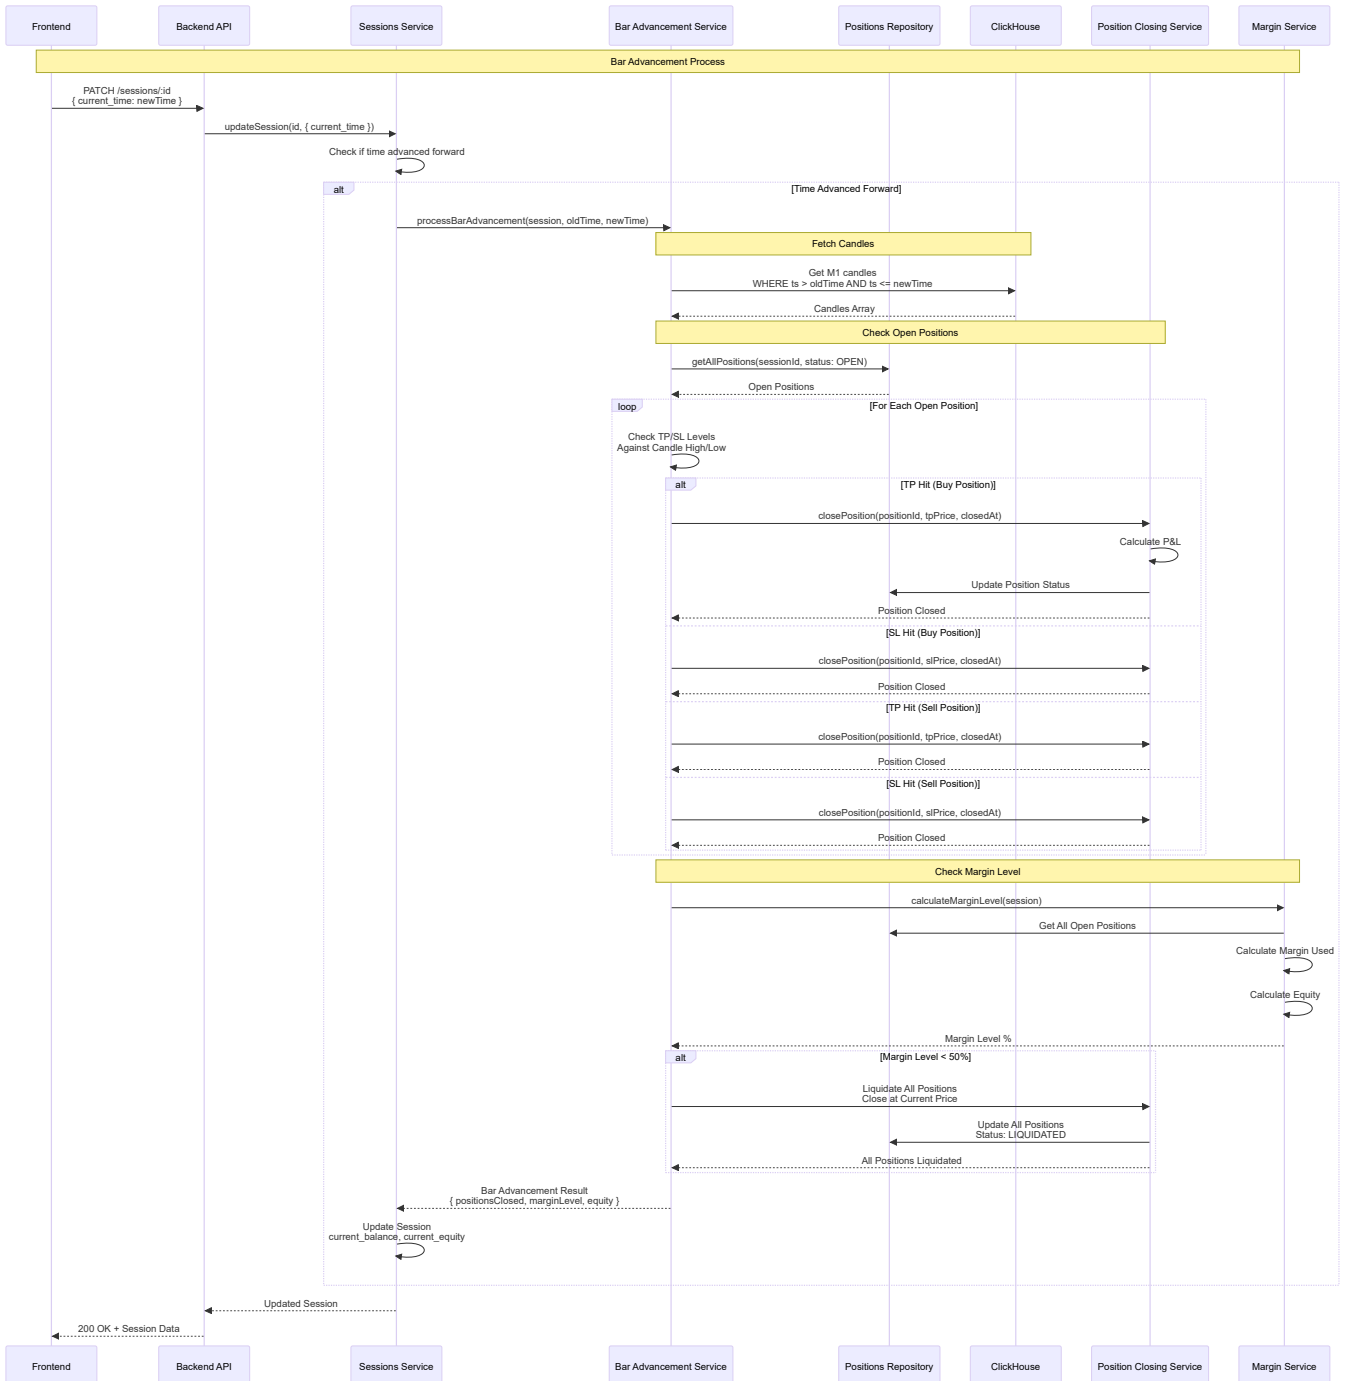 Frontend
Backend API
Sessions Service
Bar Advancement Service
Positions Repository
ClickHouse
Position Closing Service
Margin Service
Bar Advancement Process
PATCH /sessions/:id
{ current_time: newTime }
updateSession(id, { current_time })
Check if time advanced forward
alt
[Time Advanced Forward]
processBarAdvancement(session, oldTime, newTime)
Fetch Candles
Get M1 candles
WHERE ts > oldTime AND ts <= newTime
Candles Array
Check Open Positions
getAllPositions(sessionId, status: OPEN)
Open Positions
loop
[For Each Open Position]
Check TP/SL Levels
Against Candle High/Low
alt
[TP Hit (Buy Position)]
closePosition(positionId, tpPrice, closedAt)
Calculate P&L
Update Position Status
Position Closed
[SL Hit (Buy Position)]
closePosition(positionId, slPrice, closedAt)
Position Closed
[TP Hit (Sell Position)]
closePosition(positionId, tpPrice, closedAt)
Position Closed
[SL Hit (Sell Position)]
closePosition(positionId, slPrice, closedAt)
Position Closed
Check Margin Level
calculateMarginLevel(session)
Get All Open Positions
Calculate Margin Used
Calculate Equity
Margin Level %
alt
[Margin Level < 50%]
Liquidate All Positions
Close at Current Price
Update All Positions
Status: LIQUIDATED
All Positions Liquidated
Bar Advancement Result
{ positionsClosed, marginLevel, equity }
Update Session
current_balance, current_equity
Updated Session
200 OK + Session Data
Frontend
Backend API
Sessions Service
Bar Advancement Service
Positions Repository
ClickHouse
Position Closing Service
Margin Service